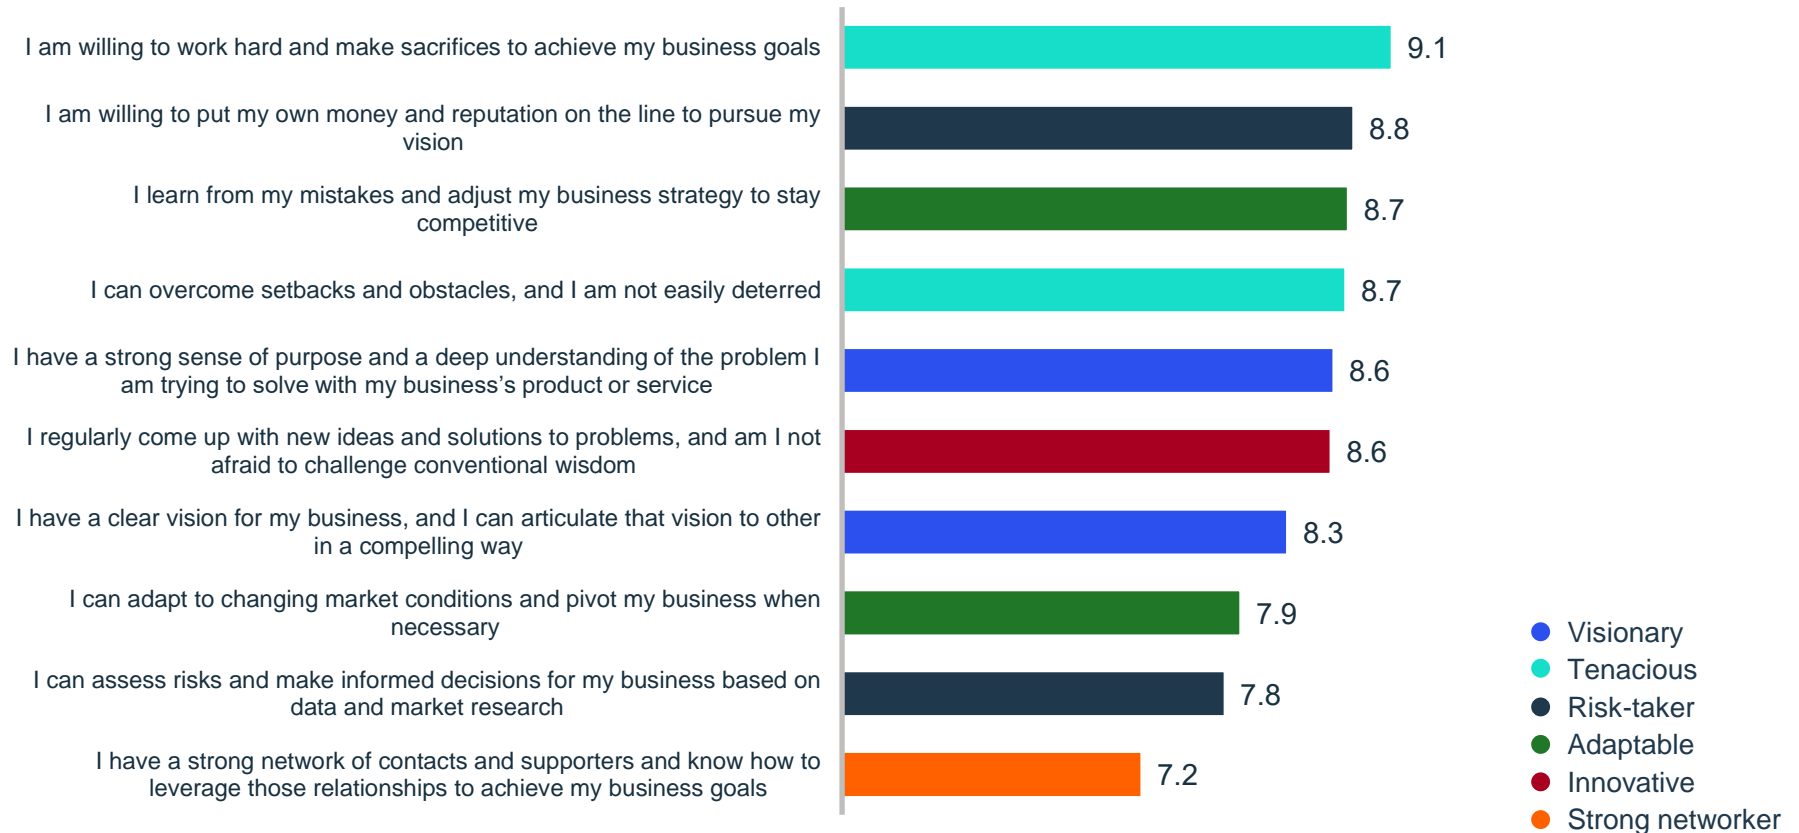 I am willing to work hard and make sacrifices to achieve my business goals
9.1
I am willing to put my own money and reputation on the line to pursue my
vision
8.8
I learn from my mistakes and adjust my business strategy to stay
competitive
8.7
I can overcome setbacks and obstacles, and I am not easily deterred
8.7
I have a strong sense of purpose and a deep understanding of the problem I
am trying to solve with my business’s product or service
8.6
I regularly come up with new ideas and solutions to problems, and am I not
afraid to challenge conventional wisdom
8.6
I have a clear vision for my business, and I can articulate that vision to other
in a compelling way
8.3
I can adapt to changing market conditions and pivot my business when
necessary
7.9
I can assess risks and make informed decisions for my business based on
data and market research
7.8
I have a strong network of contacts and supporters and know how to
leverage those relationships to achieve my business goals
7.2
Visionary
Tenacious
Risk-taker
Adaptable
Innovative
Strong networker